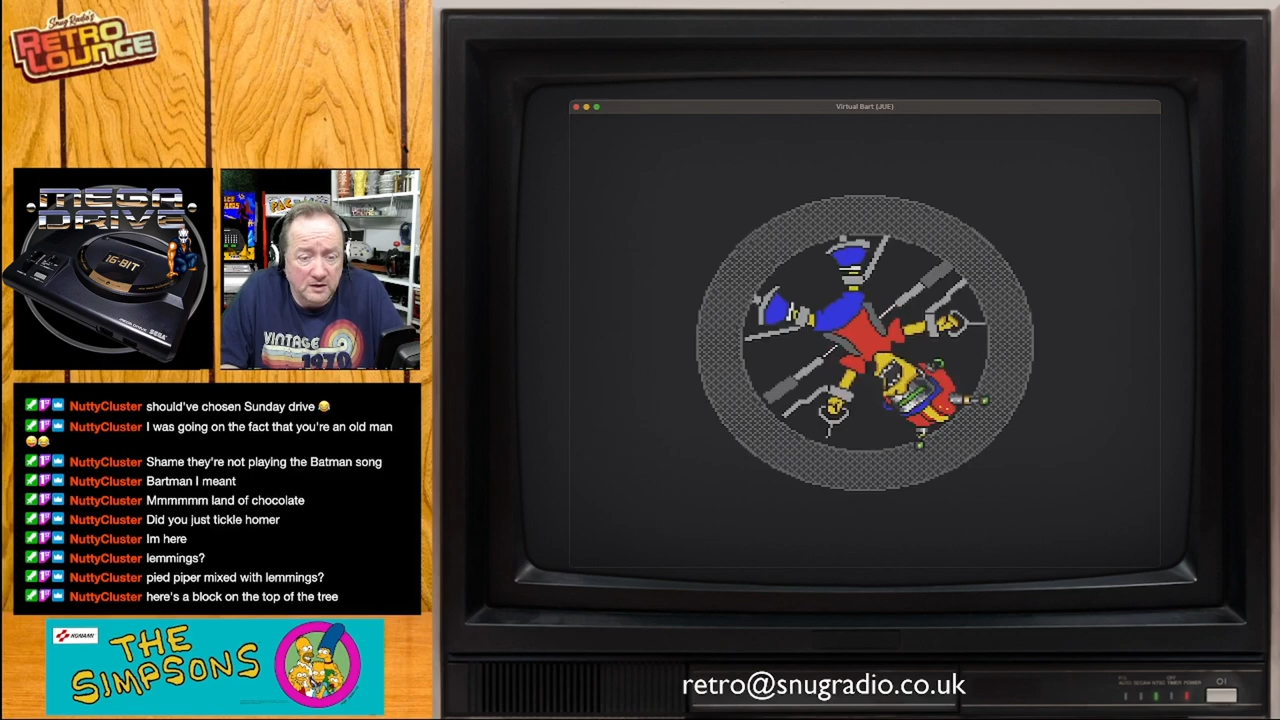 Snug Radio's
RETRO
LOUNGE
MEGA
DRIVE
16-BIT
VINTAGE
1970
Virtual Bart (JUE)
NuttyCluster should've chosen Sunday drive 😂
NuttyCluster I was going on the fact that you're an old man
😄😂
NuttyCluster Shame they're not playing the Batman song
NuttyCluster Bartman I meant
NuttyCluster Mmmmmm land of chocolate
NuttyCluster Did you just tickle homer
NuttyCluster Im here
NuttyCluster lemmings?
NuttyCluster pied piper mixed with lemmings?
NuttyCluster here's a block on the top of the tree
KONAMI
THE
SIMPSONS
retro@snugradio.co.uk